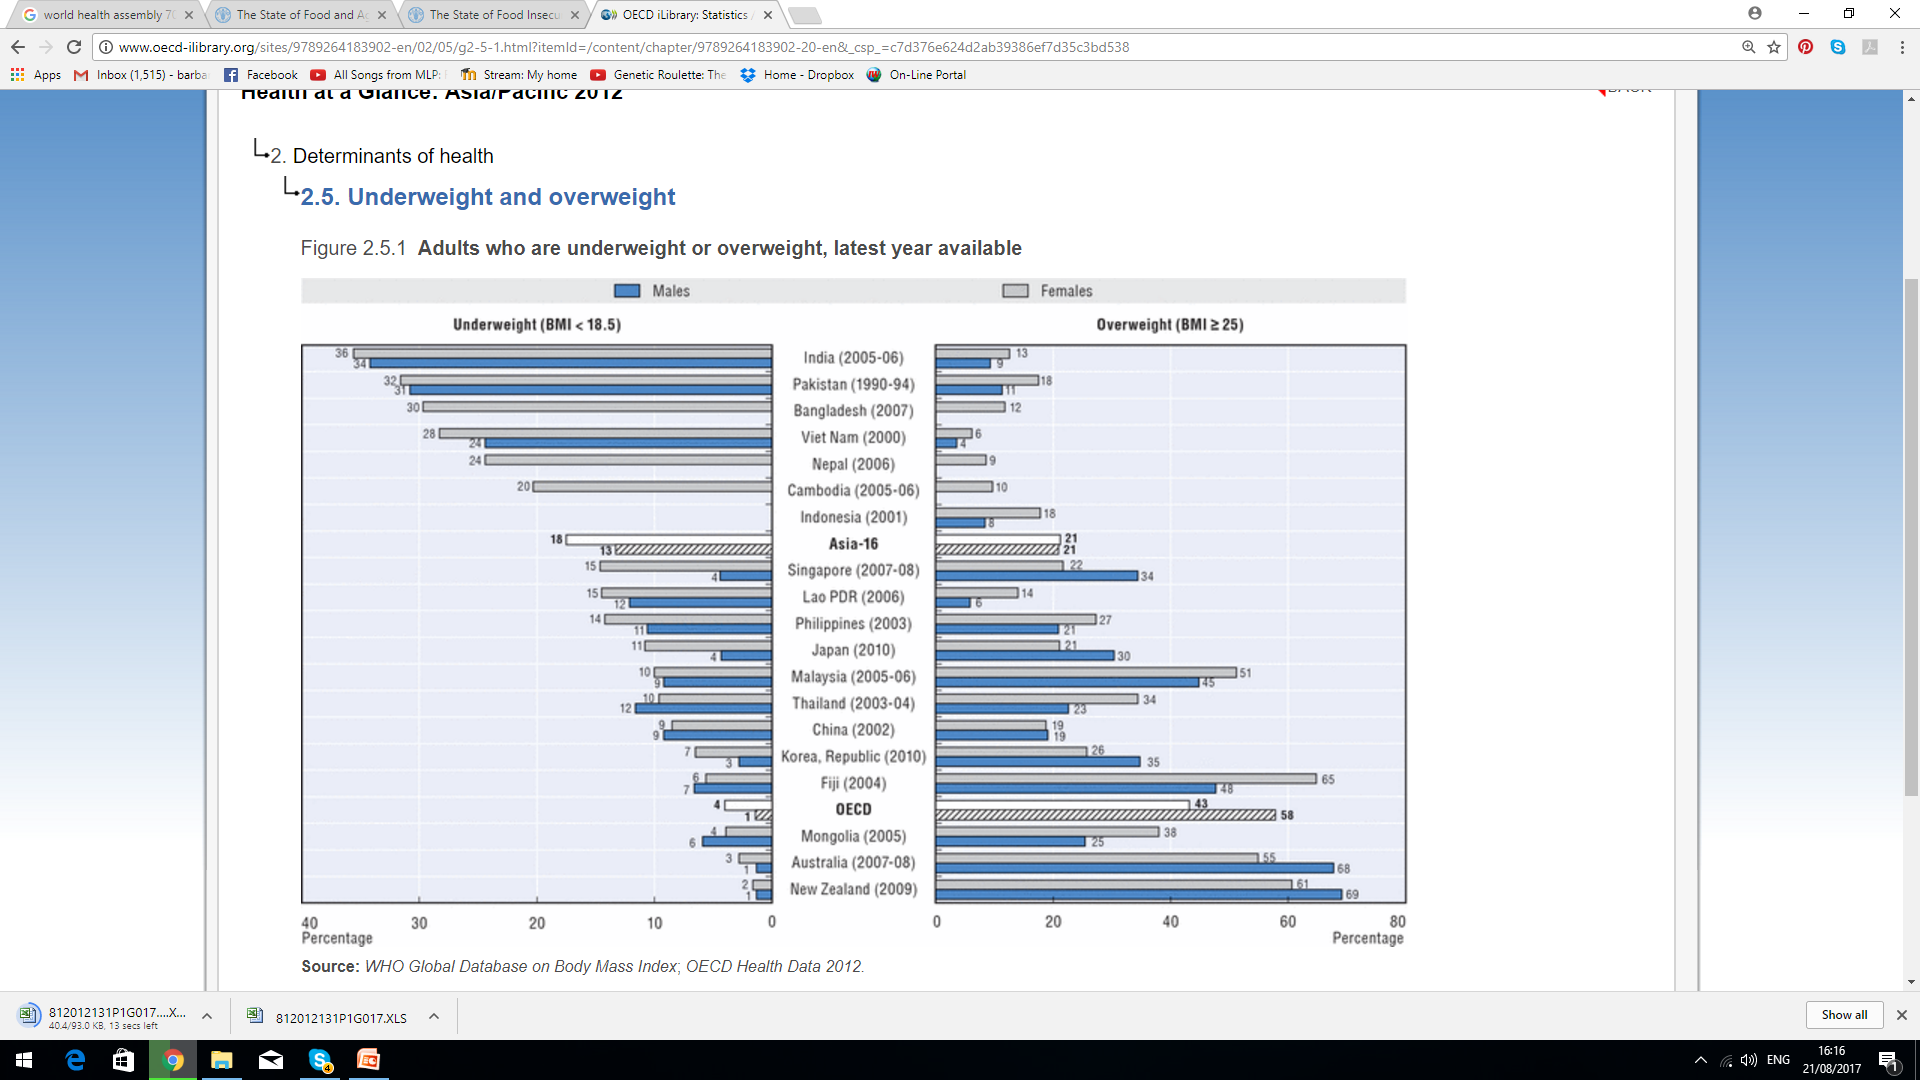 world health assembly 70
The State of Food and Ag
The State of Food Insecu
OECD iLibrary: Statistics /
www.oecd-ilibrary.org/sites/9789264183902-en/02/05/g2-5-1.html?itemId=/content/chapter/9789264183902-20-en&_csp_=c7d376e624d2ab39386ef7d35c3bd538
Apps Inbox (1,515) - barba Facebook All Songs from MLP: Stream: My home Genetic Roulette: The Home - Dropbox On-Line Portal
Health at a Glance: Asia/Pacific 2012
BACK
2. Determinants of health
2.5. Underweight and overweight
Figure 2.5.1 Adults who are underweight or overweight, latest year available
Males Females
Underweight (BMI < 18.5) Overweight (BMI ≥ 25)
36 India (2005-06) 13
34 9
32 Pakistan (1990-94) 18
31 11
30 Bangladesh (2007) 12
28 Viet Nam (2000) 6
24 4
24 Nepal (2006) 9
20 Cambodia (2005-06) 10
Indonesia (2001) 18
8
18 Asia-16 21
13 21
15 Singapore (2007-08) 22
4 34
15 Lao PDR (2006) 14
12 6
14 Philippines (2003) 27
11 21
11 Japan (2010) 21
4 30
10 Malaysia (2005-06) 51
9 45
10 Thailand (2003-04) 34
12 23
9 China (2002) 19
9 19
7 Korea, Republic (2010) 26
3 35
6 Fiji (2004) 65
7 48
4 OECD 43
1 58
4 Mongolia (2005) 38
6 25
3 Australia (2007-08) 55
1 68
2 New Zealand (2009) 61
1 69
40 30 20 10 0 0 20 40 60 80
Percentage Percentage
Source: WHO Global Database on Body Mass Index; OECD Health Data 2012.
812012131P1G017....X...
40.4/93.0 KB, 13 secs left
812012131P1G017.XLS
Show all
4
ENG
16:16
21/08/2017
1